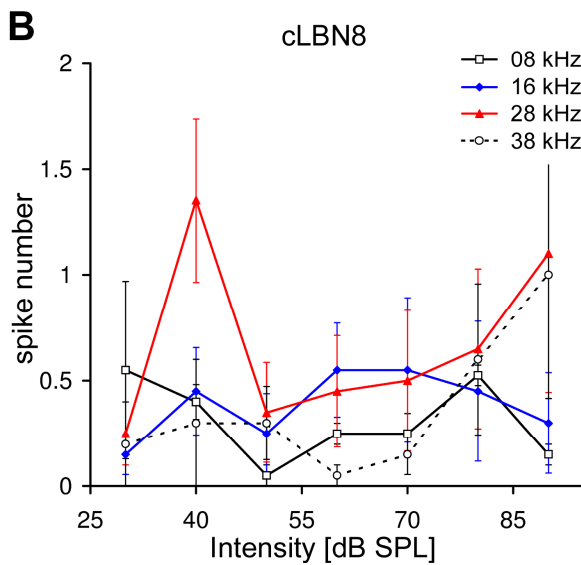 B
cLBN8
08 kHz
16 kHz
28 kHz
38 kHz
2
1.5
1
0.5
0
spike number
25 40 55 70 85
Intensity [dB SPL]